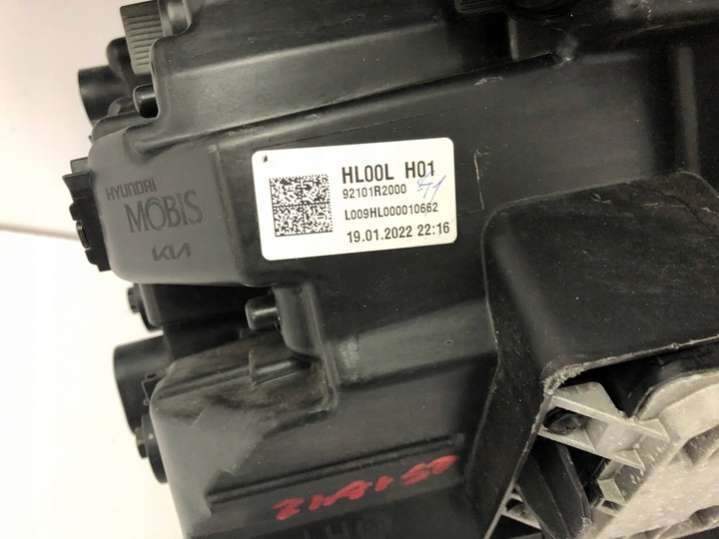 HYUNDAI
MOBIS
KIA
HL00L H01
92101R2000
L009HL000010662
19.01.2022 22:16